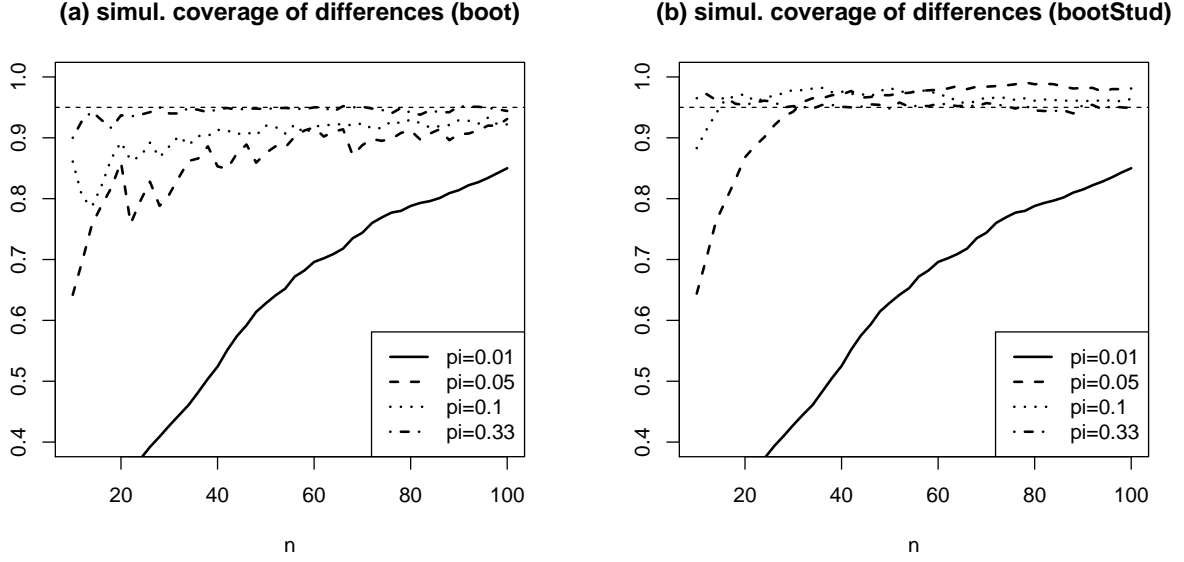 (a) simul. coverage of differences (boot)
1.0
0.9
0.8
0.7
0.6
0.5
0.4
20 40 60 80 100
n
pi=0.01
pi=0.05
pi=0.1
pi=0.33
(b) simul. coverage of differences (bootStud)
1.0
0.9
0.8
0.7
0.6
0.5
0.4
20 40 60 80 100
n
pi=0.01
pi=0.05
pi=0.1
pi=0.33